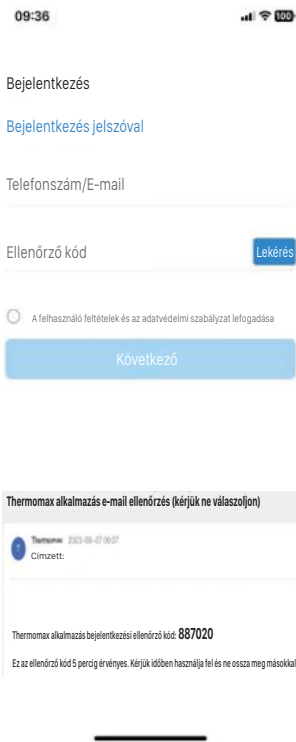 09:36
100
Bejelentkezés
Bejelentkezés jelszóval
Telefonszám/E-mail
Ellenőrző kód
Lekérés
A felhasználó feltételek és az adatvédelmi szabályzat lefogadása
Következő
Thermomax alkalmazás e-mail ellenőrzés (kérjük ne válaszoljon)
T
Thermomax
Címzett:
Thermomax alkalmazás bejelentkezési ellenőrző kód: 887020
Ez az ellenőrző kód 5 percig érvényes. Kérjük időben használja fel és ne ossza meg másokkal